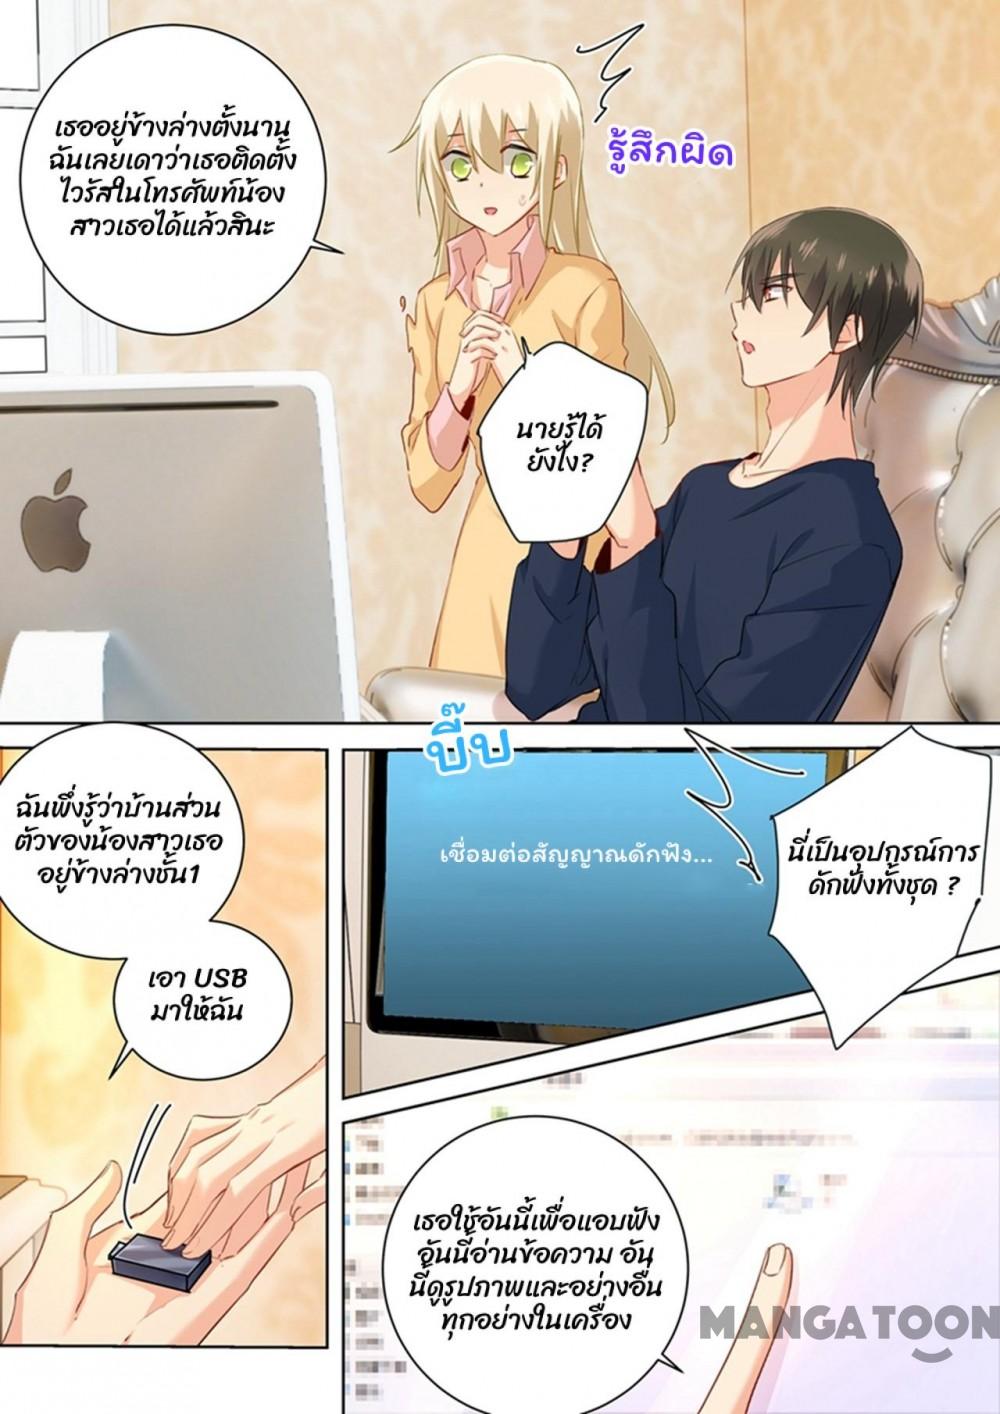 เธออยู่ข้างล่างตั้งนาน
ฉันเลยเดาว่าเธอติดตั้ง
ไวรัสในโทรศัพท์น้อง
สาวเธอได้แล้วสินะ
รู้สึกผิด
นายรู้ได้
ยังไง?
ฉันพึ่งรู้ว่าบ้านส่วน
ตัวของน้องสาวเธอ
อยู่ข้างล่างชั้น1
เอา USB
มาให้ฉัน
บี๊บ
เชื่อมต่อสัญญาณดักฟัง...
นี่เป็นอุปกรณ์การ
ดักฟังทั้งชุด ?
เธอใช้อันนี้เพื่อแอบฟัง
อันนี้อ่านข้อความ อัน
นี้ดูรูปภาพและอย่างอื่น
ทุกอย่างในเครื่อง
MANGATOON